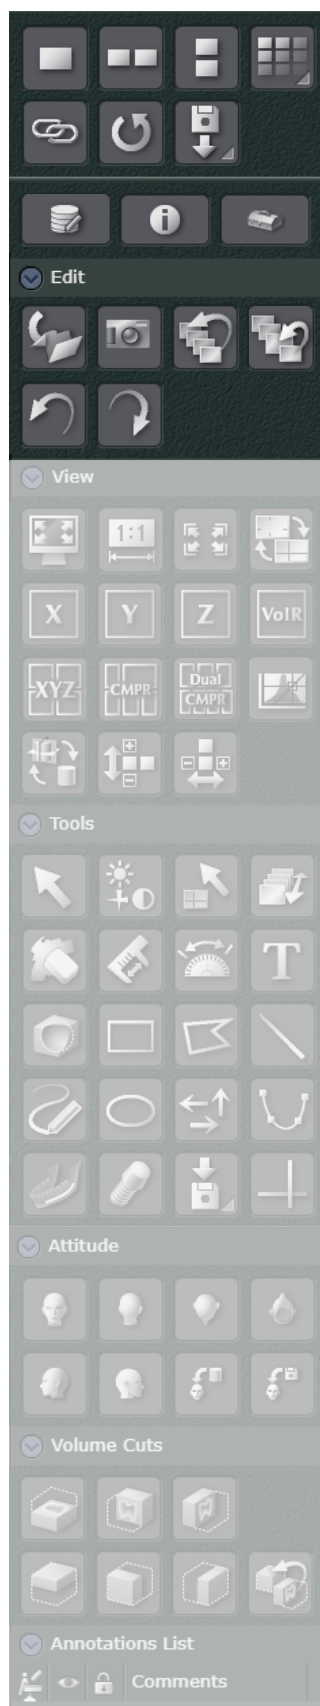 Edit
View
1:1
X Y Z VolR
XYZ CMPR Dual CMPR
Tools
T
Attitude
Volume Cuts
Annotations List
Comments